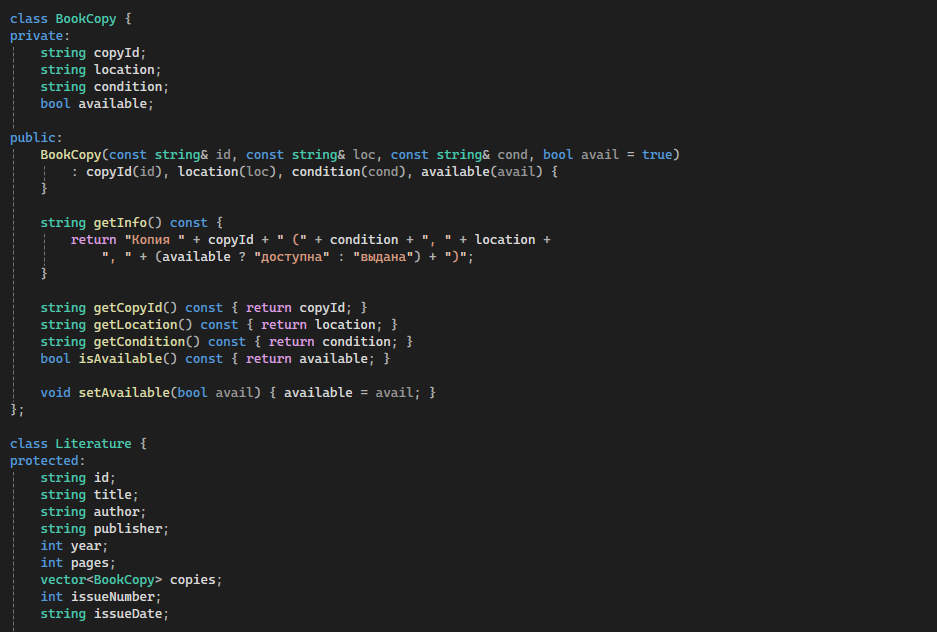 class BookCopy {
private:
    string copyId;
    string location;
    string condition;
    bool available;

public:
    BookCopy(const string& id, const string& loc, const string& cond, bool avail = true)
        : copyId(id), location(loc), condition(cond), available(avail) {
    }

    string getInfo() const {
        return "Копия " + copyId + " (" + condition + ", " + location +
            ", " + (available ? "доступна" : "выдана") + ")";
    }

    string getCopyId() const { return copyId; }
    string getLocation() const { return location; }
    string getCondition() const { return condition; }
    bool isAvailable() const { return available; }

    void setAvailable(bool avail) { available = avail; }
};

class Literature {
protected:
    string id;
    string title;
    string author;
    string publisher;
    int year;
    int pages;
    vector<BookCopy> copies;
    int issueNumber;
    string issueDate;